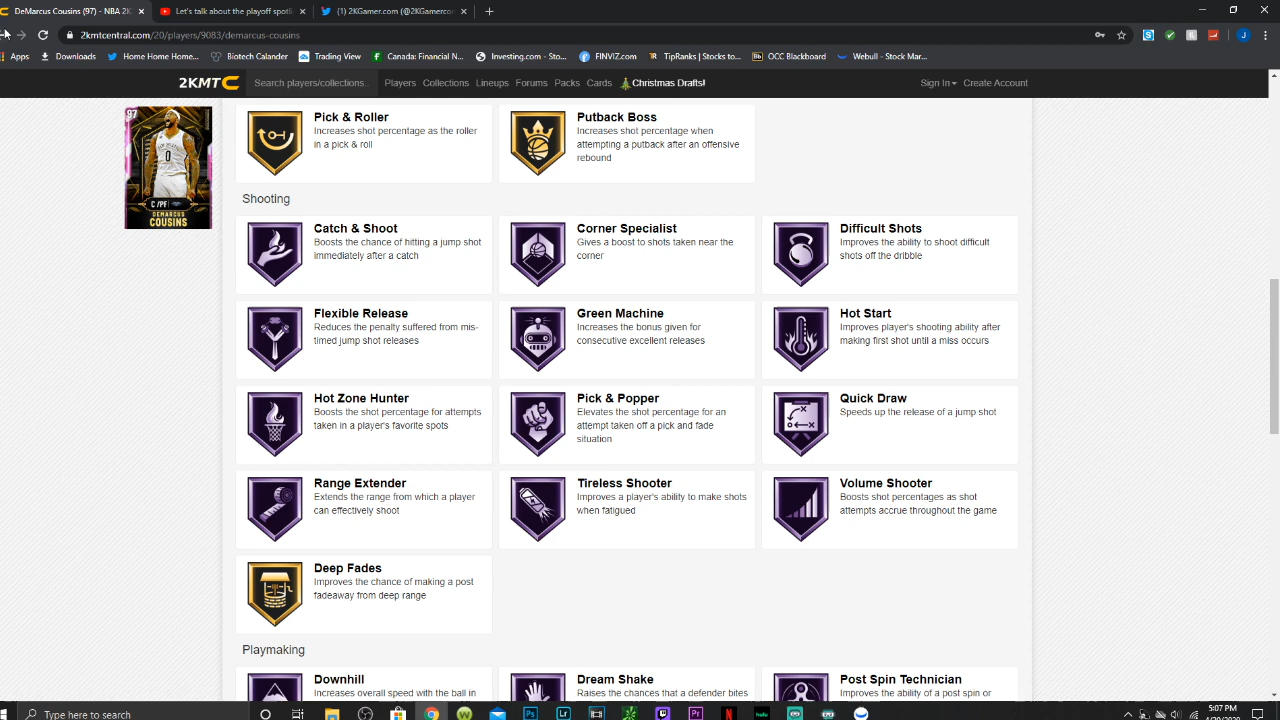 DeMarcus Cousins (97) - NBA 2K
Let's talk about the playoff spotli
(1) 2KGamer.com (@2KGamercor
2kmtcentral.com/20/players/9083/demarcus-cousins
Apps
Downloads
Home Home Home...
Biotech Calander
Trading View
Canada: Financial N...
Investing.com - Sto...
FINVIZ.com
TipRanks | Stocks to...
OCC Blackboard
Webull - Stock Mar...
2KMT
Search players/collections..
Players
Collections
Lineups
Forums
Packs
Cards
Christmas Drafts!
Sign In
Create Account
97
0
C /PF
DEMARCUS
COUSINS
Pick & Roller
Increases shot percentage as the roller
in a pick & roll
Putback Boss
Increases shot percentage when
attempting a putback after an offensive
rebound
Shooting
Catch & Shoot
Boosts the chance of hitting a jump shot
immediately after a catch
Corner Specialist
Gives a boost to shots taken near the
corner
Difficult Shots
Improves the ability to shoot difficult
shots off the dribble
Flexible Release
Reduces the penalty suffered from mis-
timed jump shot releases
Green Machine
Increases the bonus given for
consecutive excellent releases
Hot Start
Improves player's shooting ability after
making first shot until a miss occurs
Hot Zone Hunter
Boosts the shot percentage for attempts
taken in a player's favorite spots
Pick & Popper
Elevates the shot percentage for an
attempt taken off a pick and fade
situation
Quick Draw
Speeds up the release of a jump shot
Range Extender
Extends the range from which a player
can effectively shoot
Tireless Shooter
Improves a player's ability to make shots
when fatigued
Volume Shooter
Boosts shot percentages as shot
attempts accrue throughout the game
Deep Fades
Improves the chance of making a post
fadeaway from deep range
Playmaking
Downhill
Increases overall speed with the ball in
Dream Shake
Raises the chances that a defender bites
Post Spin Technician
Improves the ability of a post spin or
Type here to search
5:07 PM